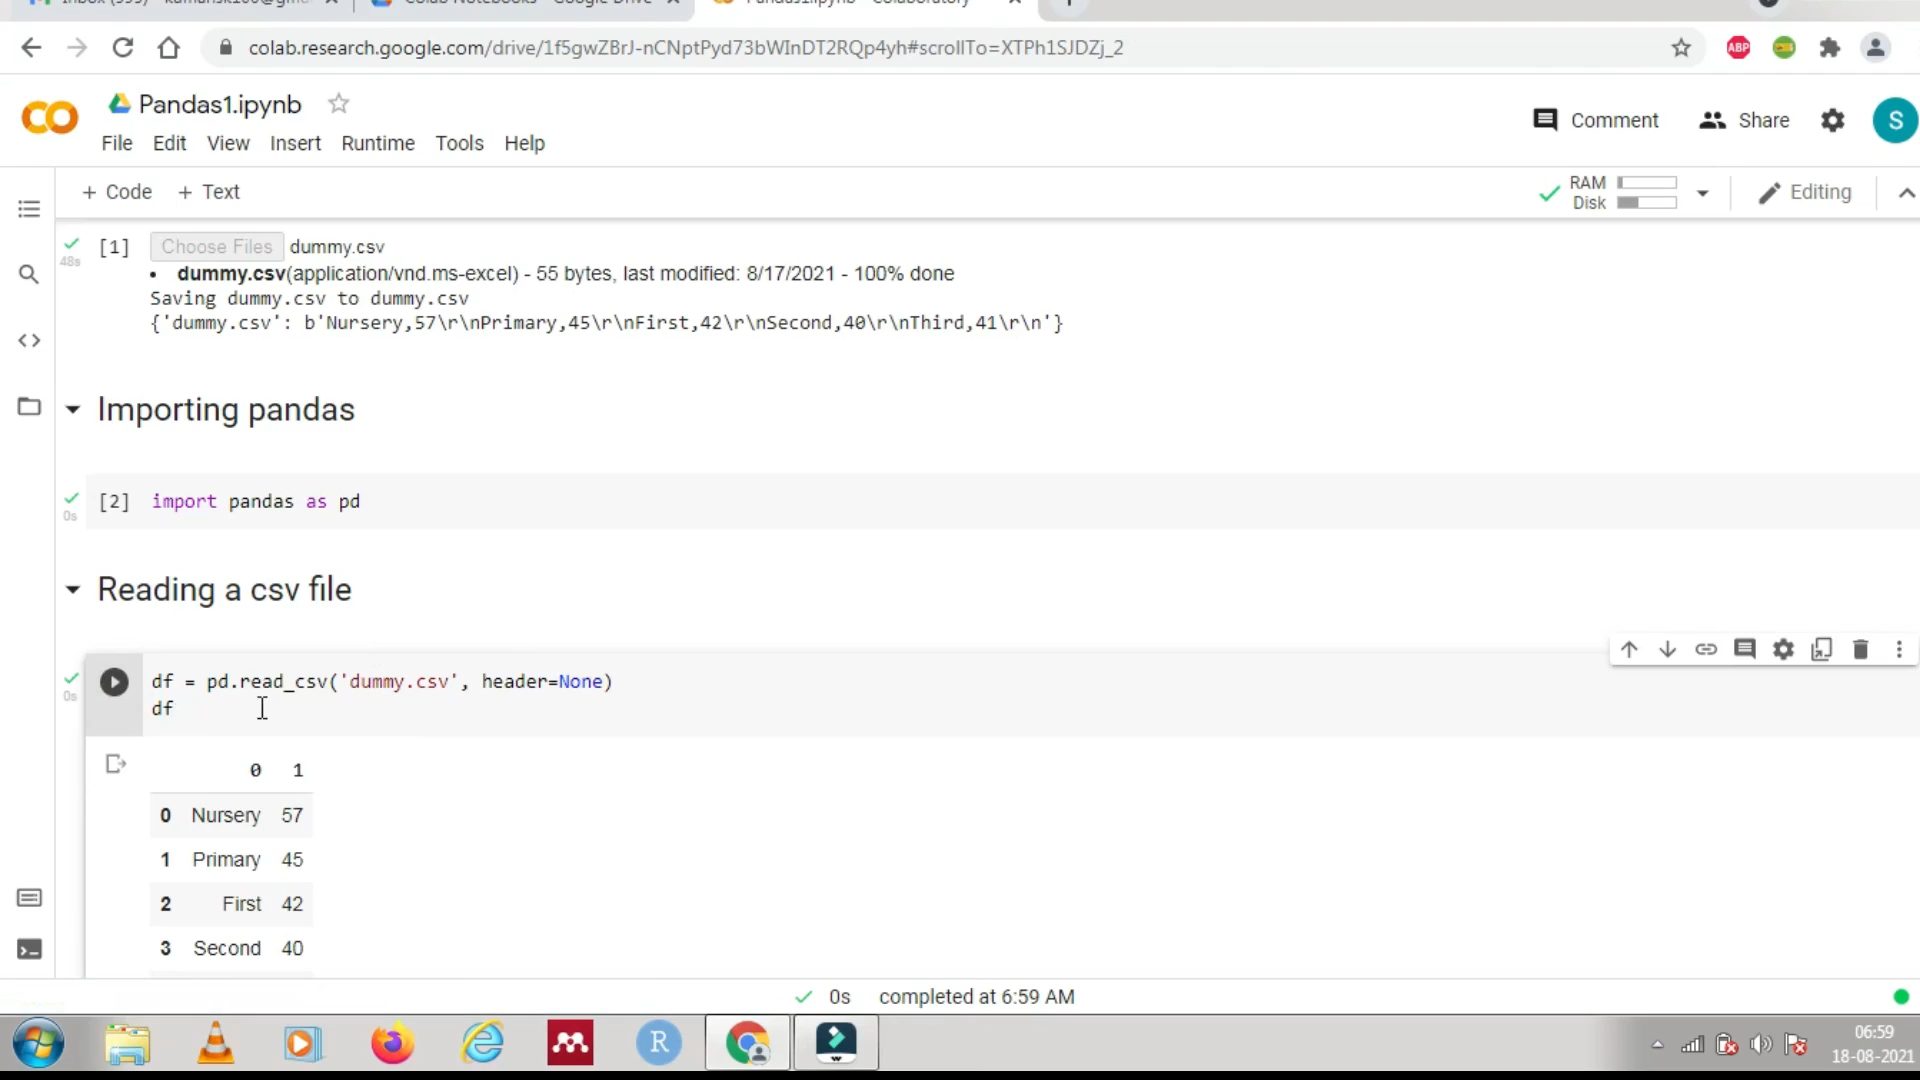 colab.research.google.com/drive/1f5gwZBrJ-nCNptPyd73bWInDT2RQp4yh#scrollTo=XTPh1SJDZj_2
ABP
Pandas1.ipynb
File Edit View Insert Runtime Tools Help
Comment Share S
+ Code + Text
RAM
Disk
Editing
[1] Choose Files dummy.csv
48s
• dummy.csv(application/vnd.ms-excel) - 55 bytes, last modified: 8/17/2021 - 100% done
Saving dummy.csv to dummy.csv
{'dummy.csv': b'Nursery,57\r\nPrimary,45\r\nFirst,42\r\nSecond,40\r\nThird,41\r\n'}
Importing pandas
[2] import pandas as pd
0s
Reading a csv file
df = pd.read_csv('dummy.csv', header=None)
0s
df
0 1
0 Nursery 57
1 Primary 45
2 First 42
3 Second 40
0s completed at 6:59 AM
R
06:59
18-08-2021